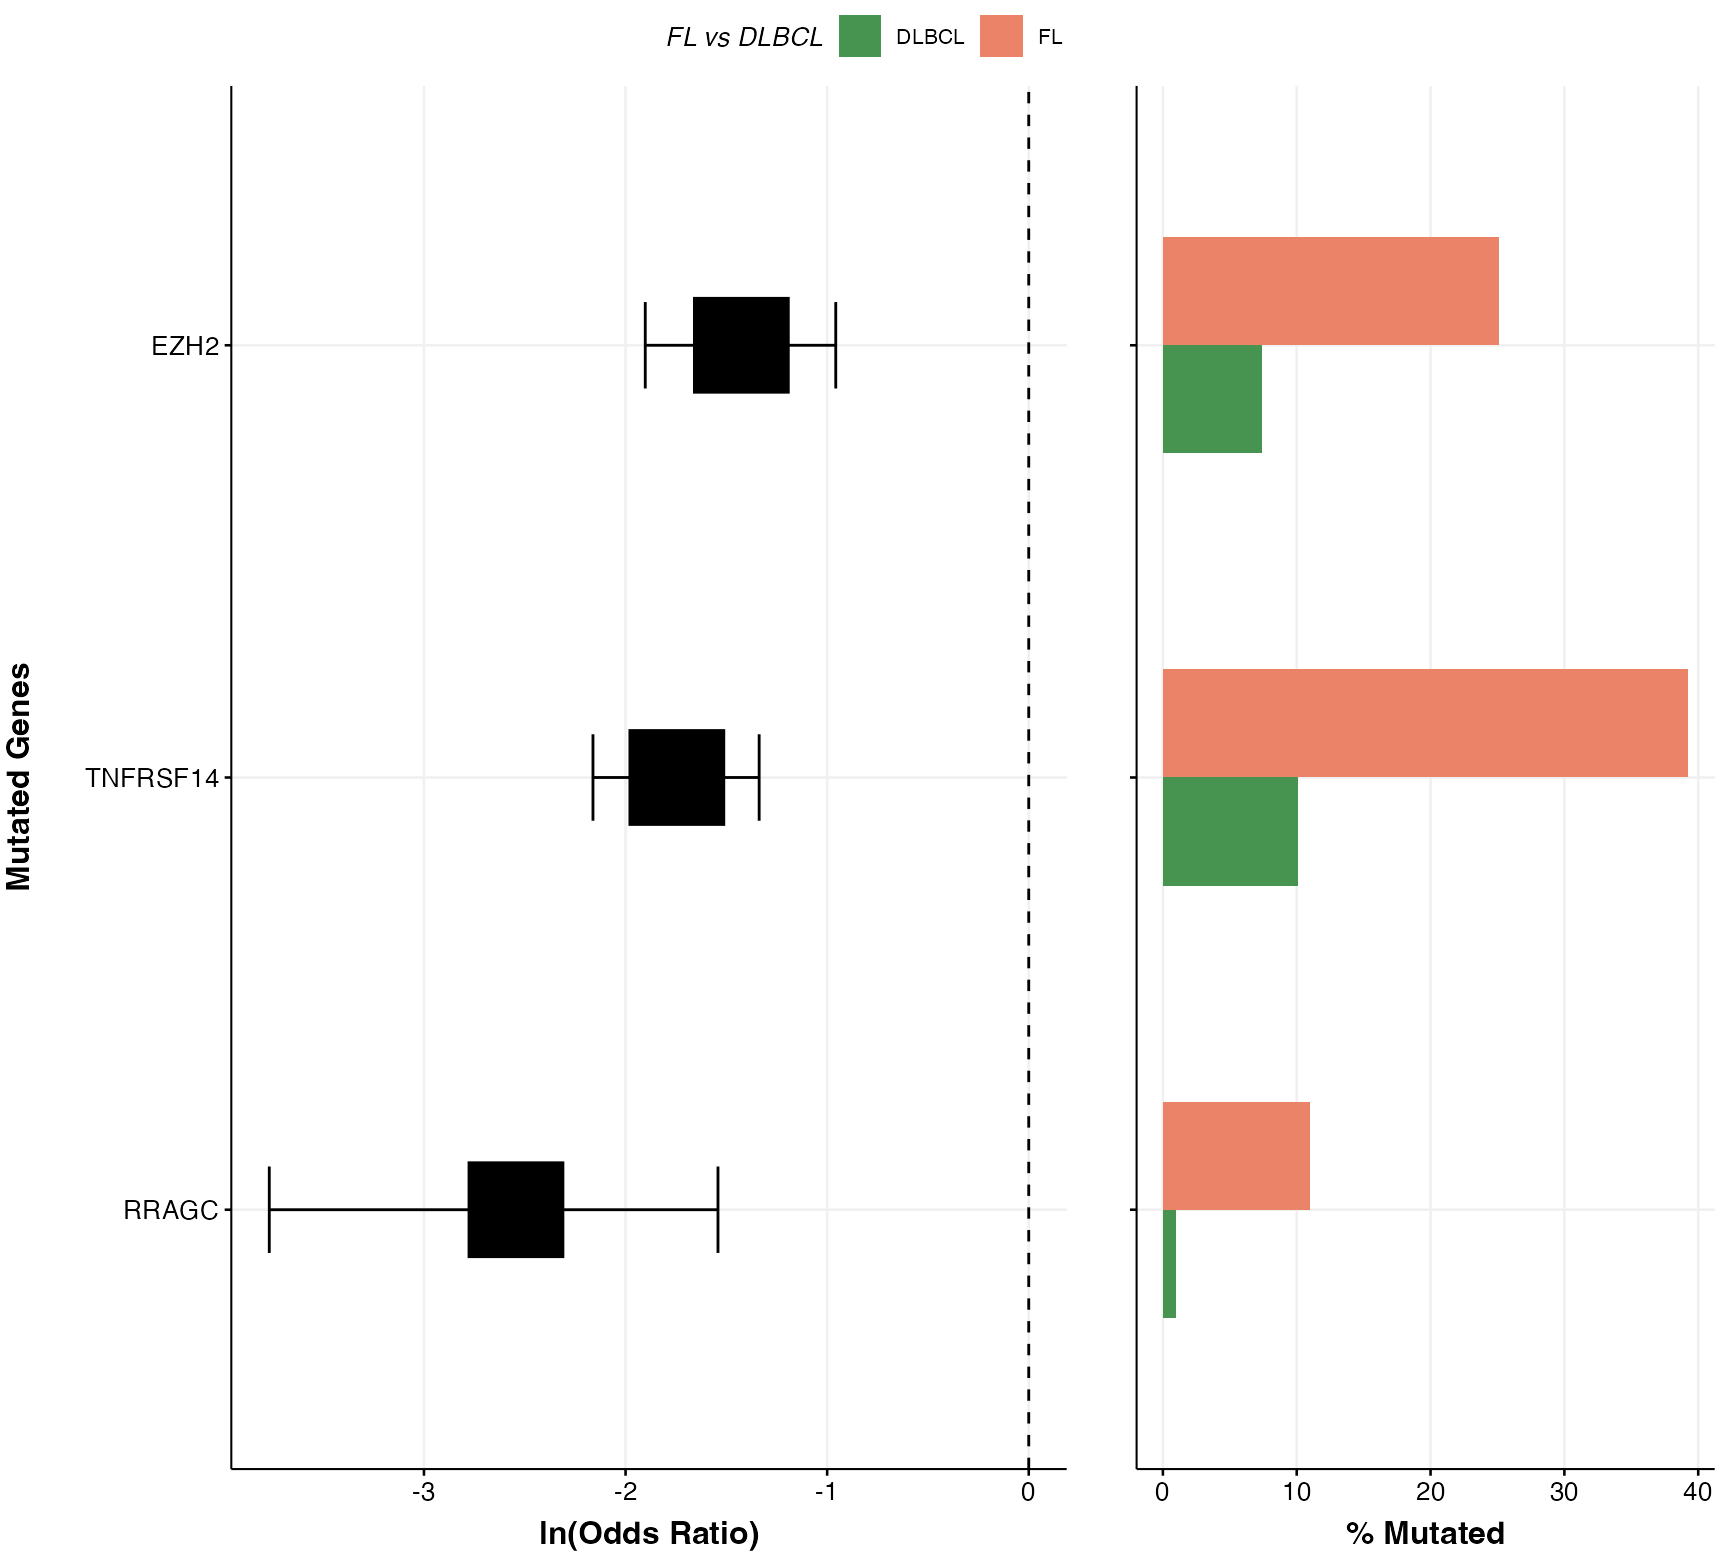 FL vs DLBCL DLBCL FL
Mutated Genes
EZH2
TNFRSF14
RRAGC
-3 -2 -1 0
ln(Odds Ratio)
0 10 20 30 40
% Mutated